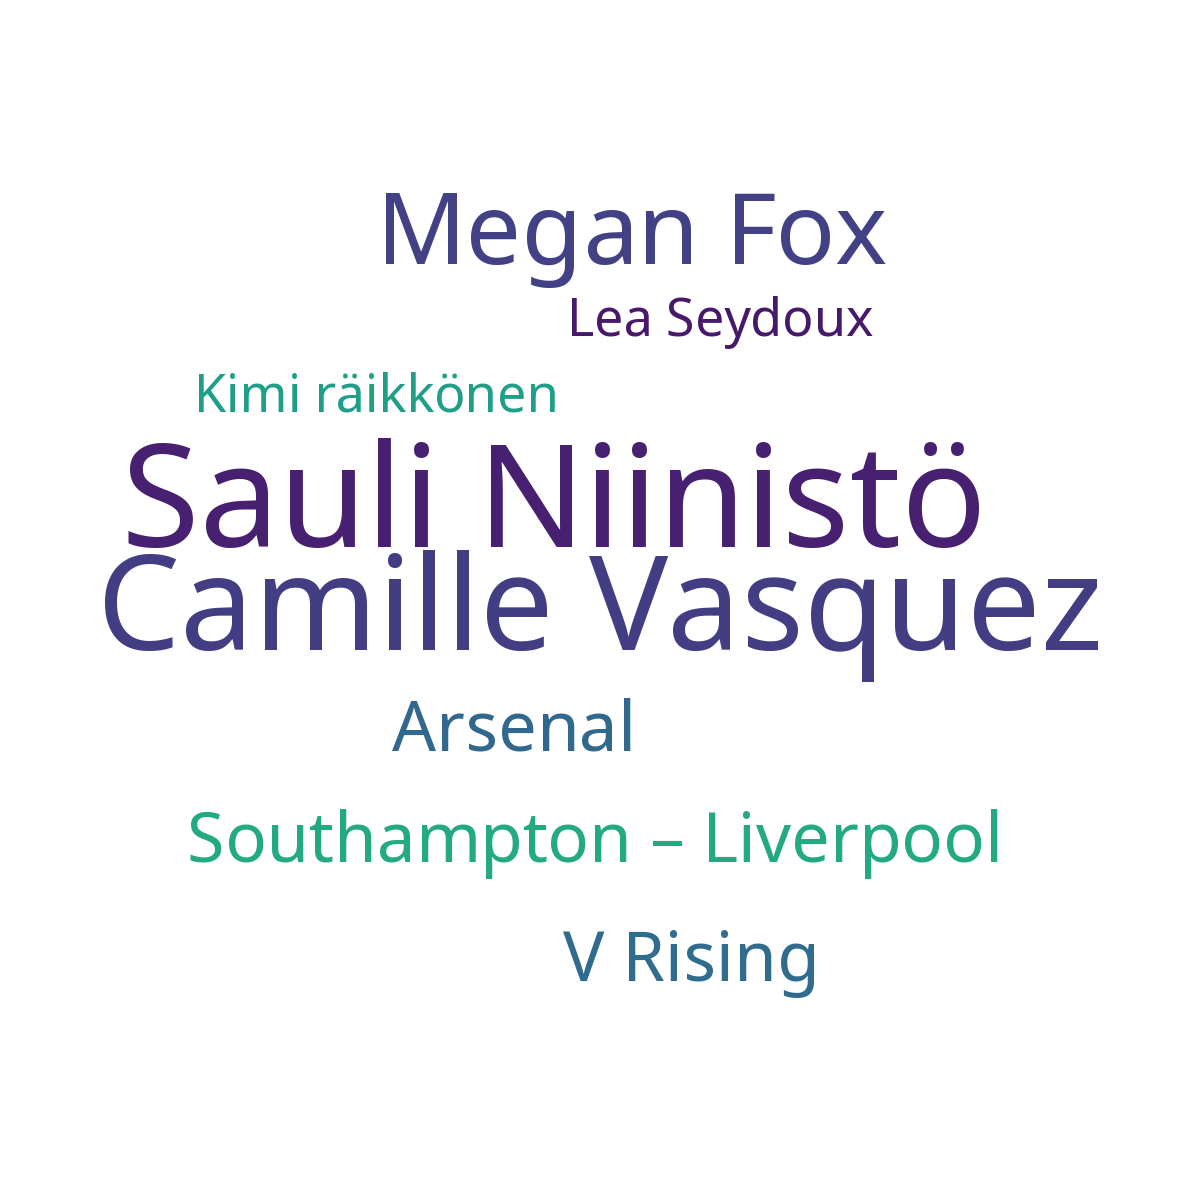 Megan Fox
Lea Seydoux
Kimi räikkönen
Sauli Niinistö
Camille Vasquez
Arsenal
Southampton – Liverpool
V Rising